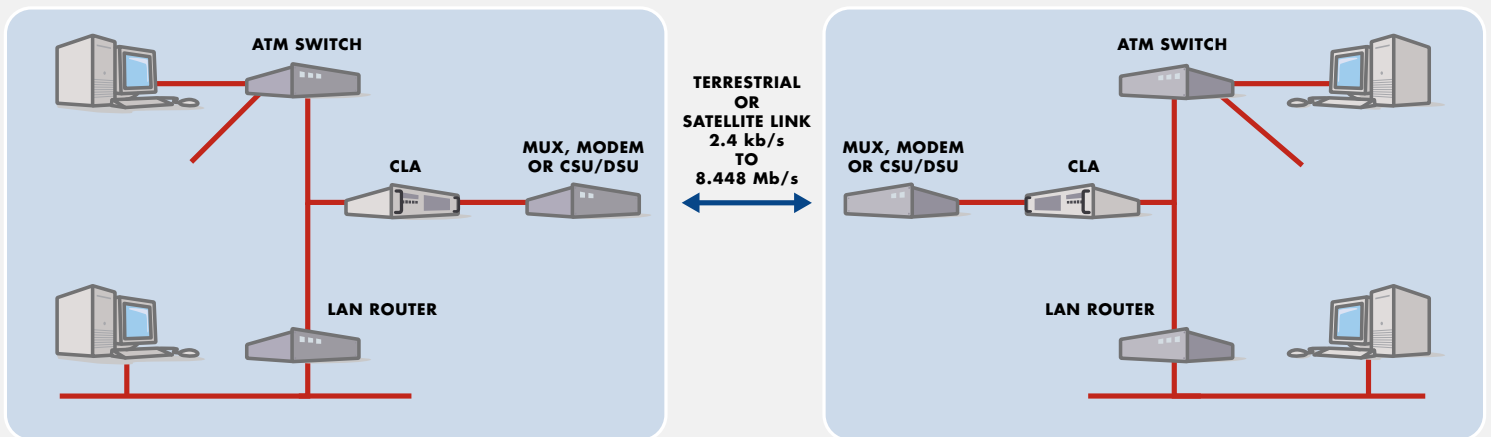 ATM SWITCH
CLA
MUX, MODEM
OR CSU/DSU
LAN ROUTER
TERRESTRIAL
OR
SATELLITE LINK
2.4 kb/s
TO
8.448 Mb/s
ATM SWITCH
MUX, MODEM
OR CSU/DSU
CLA
LAN ROUTER